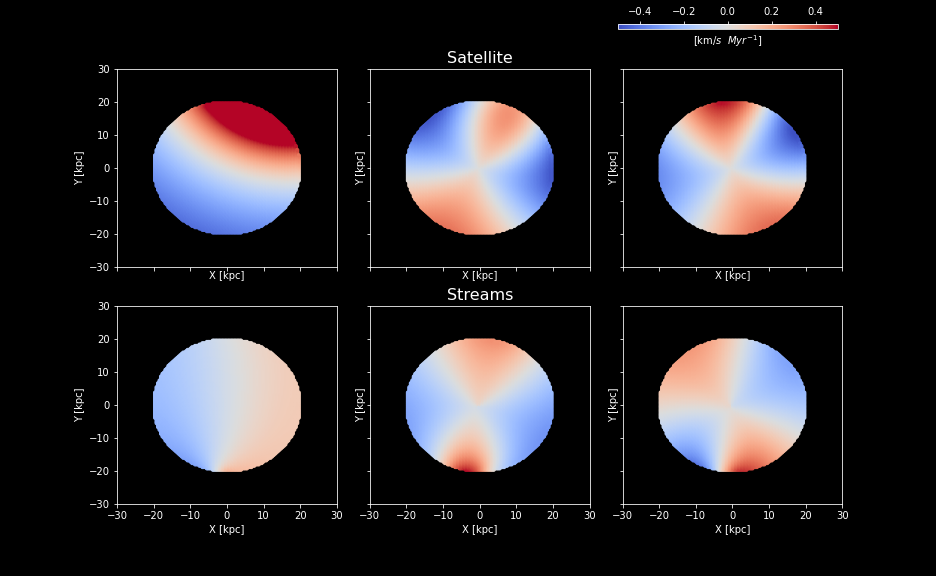 −0.4 −0.2 0.0 0.2 0.4
[km/s Myr⁻¹]
Satellite
30
20
10
0
−10
−20
−30
Y [kpc]
Y [kpc]
Y [kpc]
X [kpc]
X [kpc]
X [kpc]
Streams
30
20
10
0
−10
−20
−30
Y [kpc]
Y [kpc]
Y [kpc]
−30 −20 −10 0 10 20 30
−30 −20 −10 0 10 20 30
−30 −20 −10 0 10 20 30
X [kpc]
X [kpc]
X [kpc]